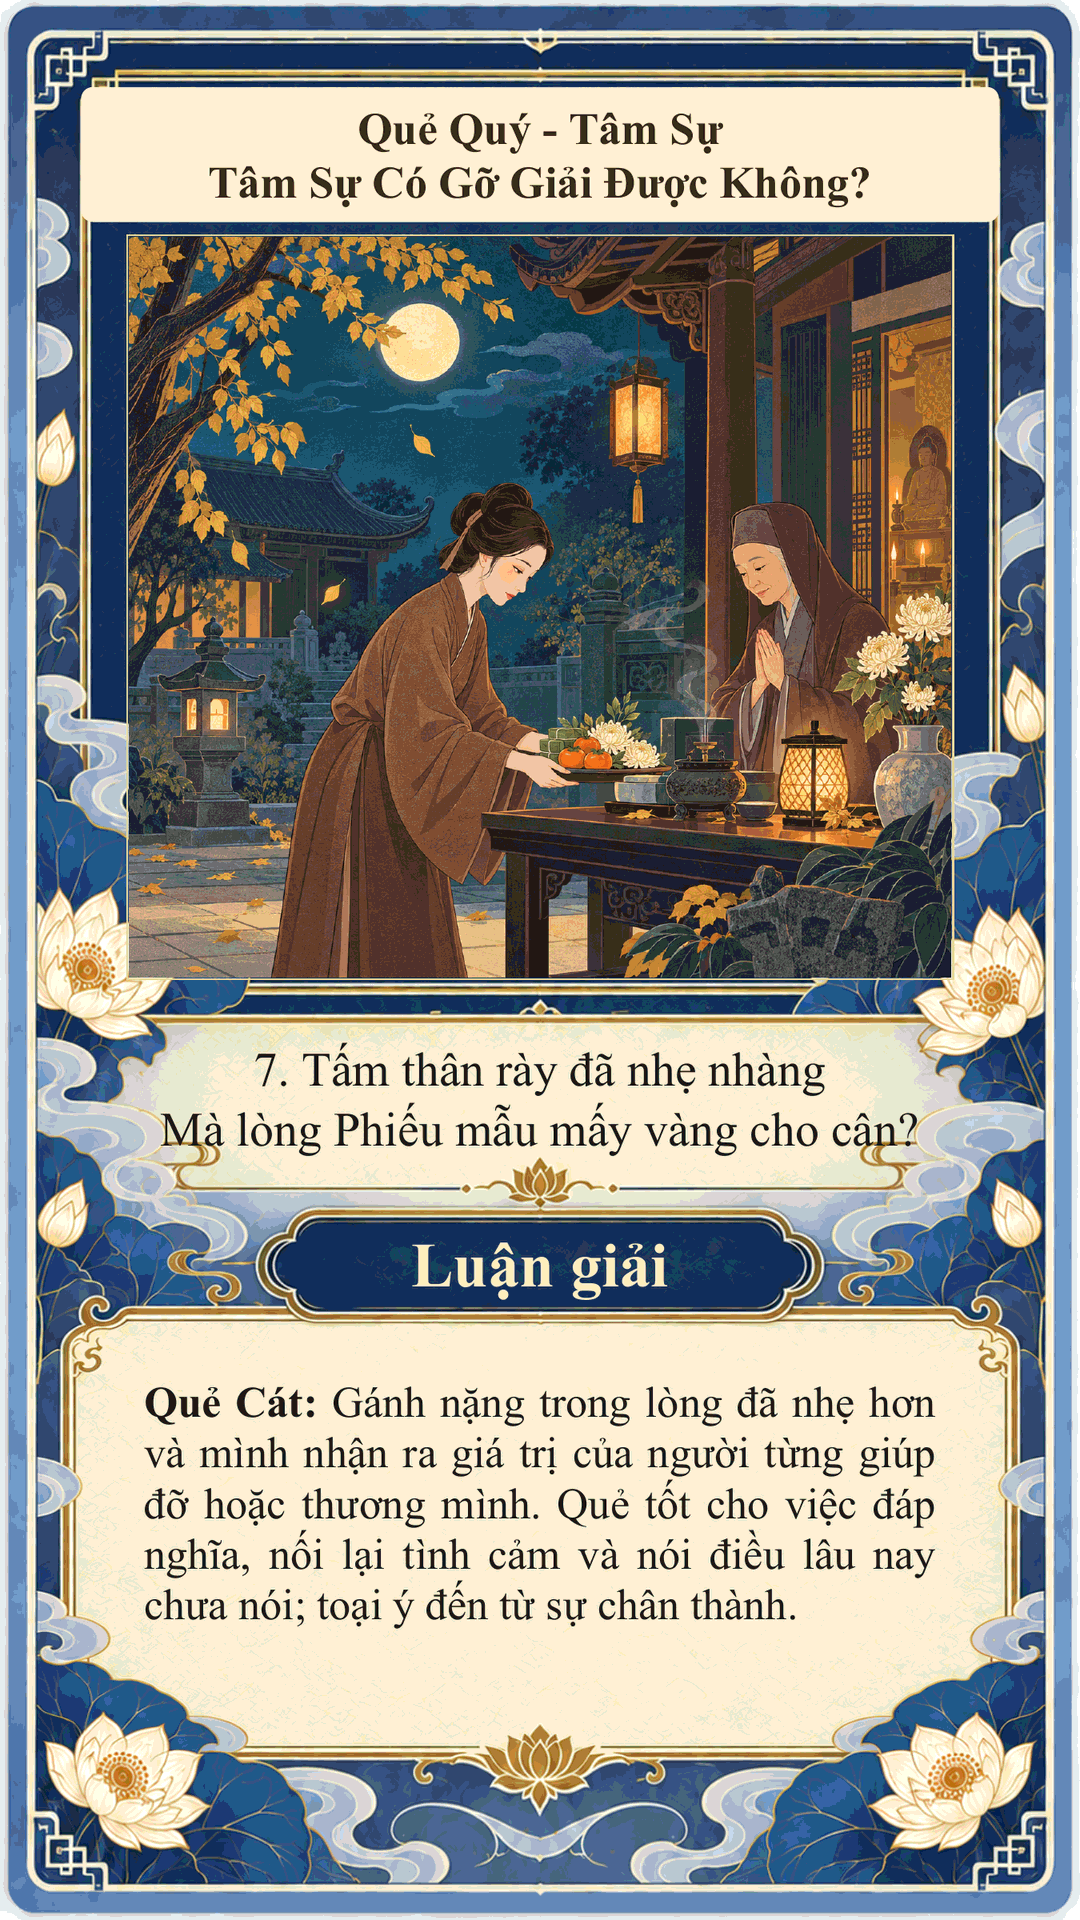 Quẻ Quý - Tâm Sự
Tâm Sự Có Gỡ Giải Được Không?
7. Tấm thân rày đã nhẹ nhàng
Mà lòng Phiếu mẫu mấy vàng cho cân?
Luận giải
Quẻ Cát: Gánh nặng trong lòng đã nhẹ hơn
và mình nhận ra giá trị của người từng giúp
đỡ hoặc thương mình. Quẻ tốt cho việc đáp
nghĩa, nối lại tình cảm và nói điều lâu nay
chưa nói; toại ý đến từ sự chân thành.